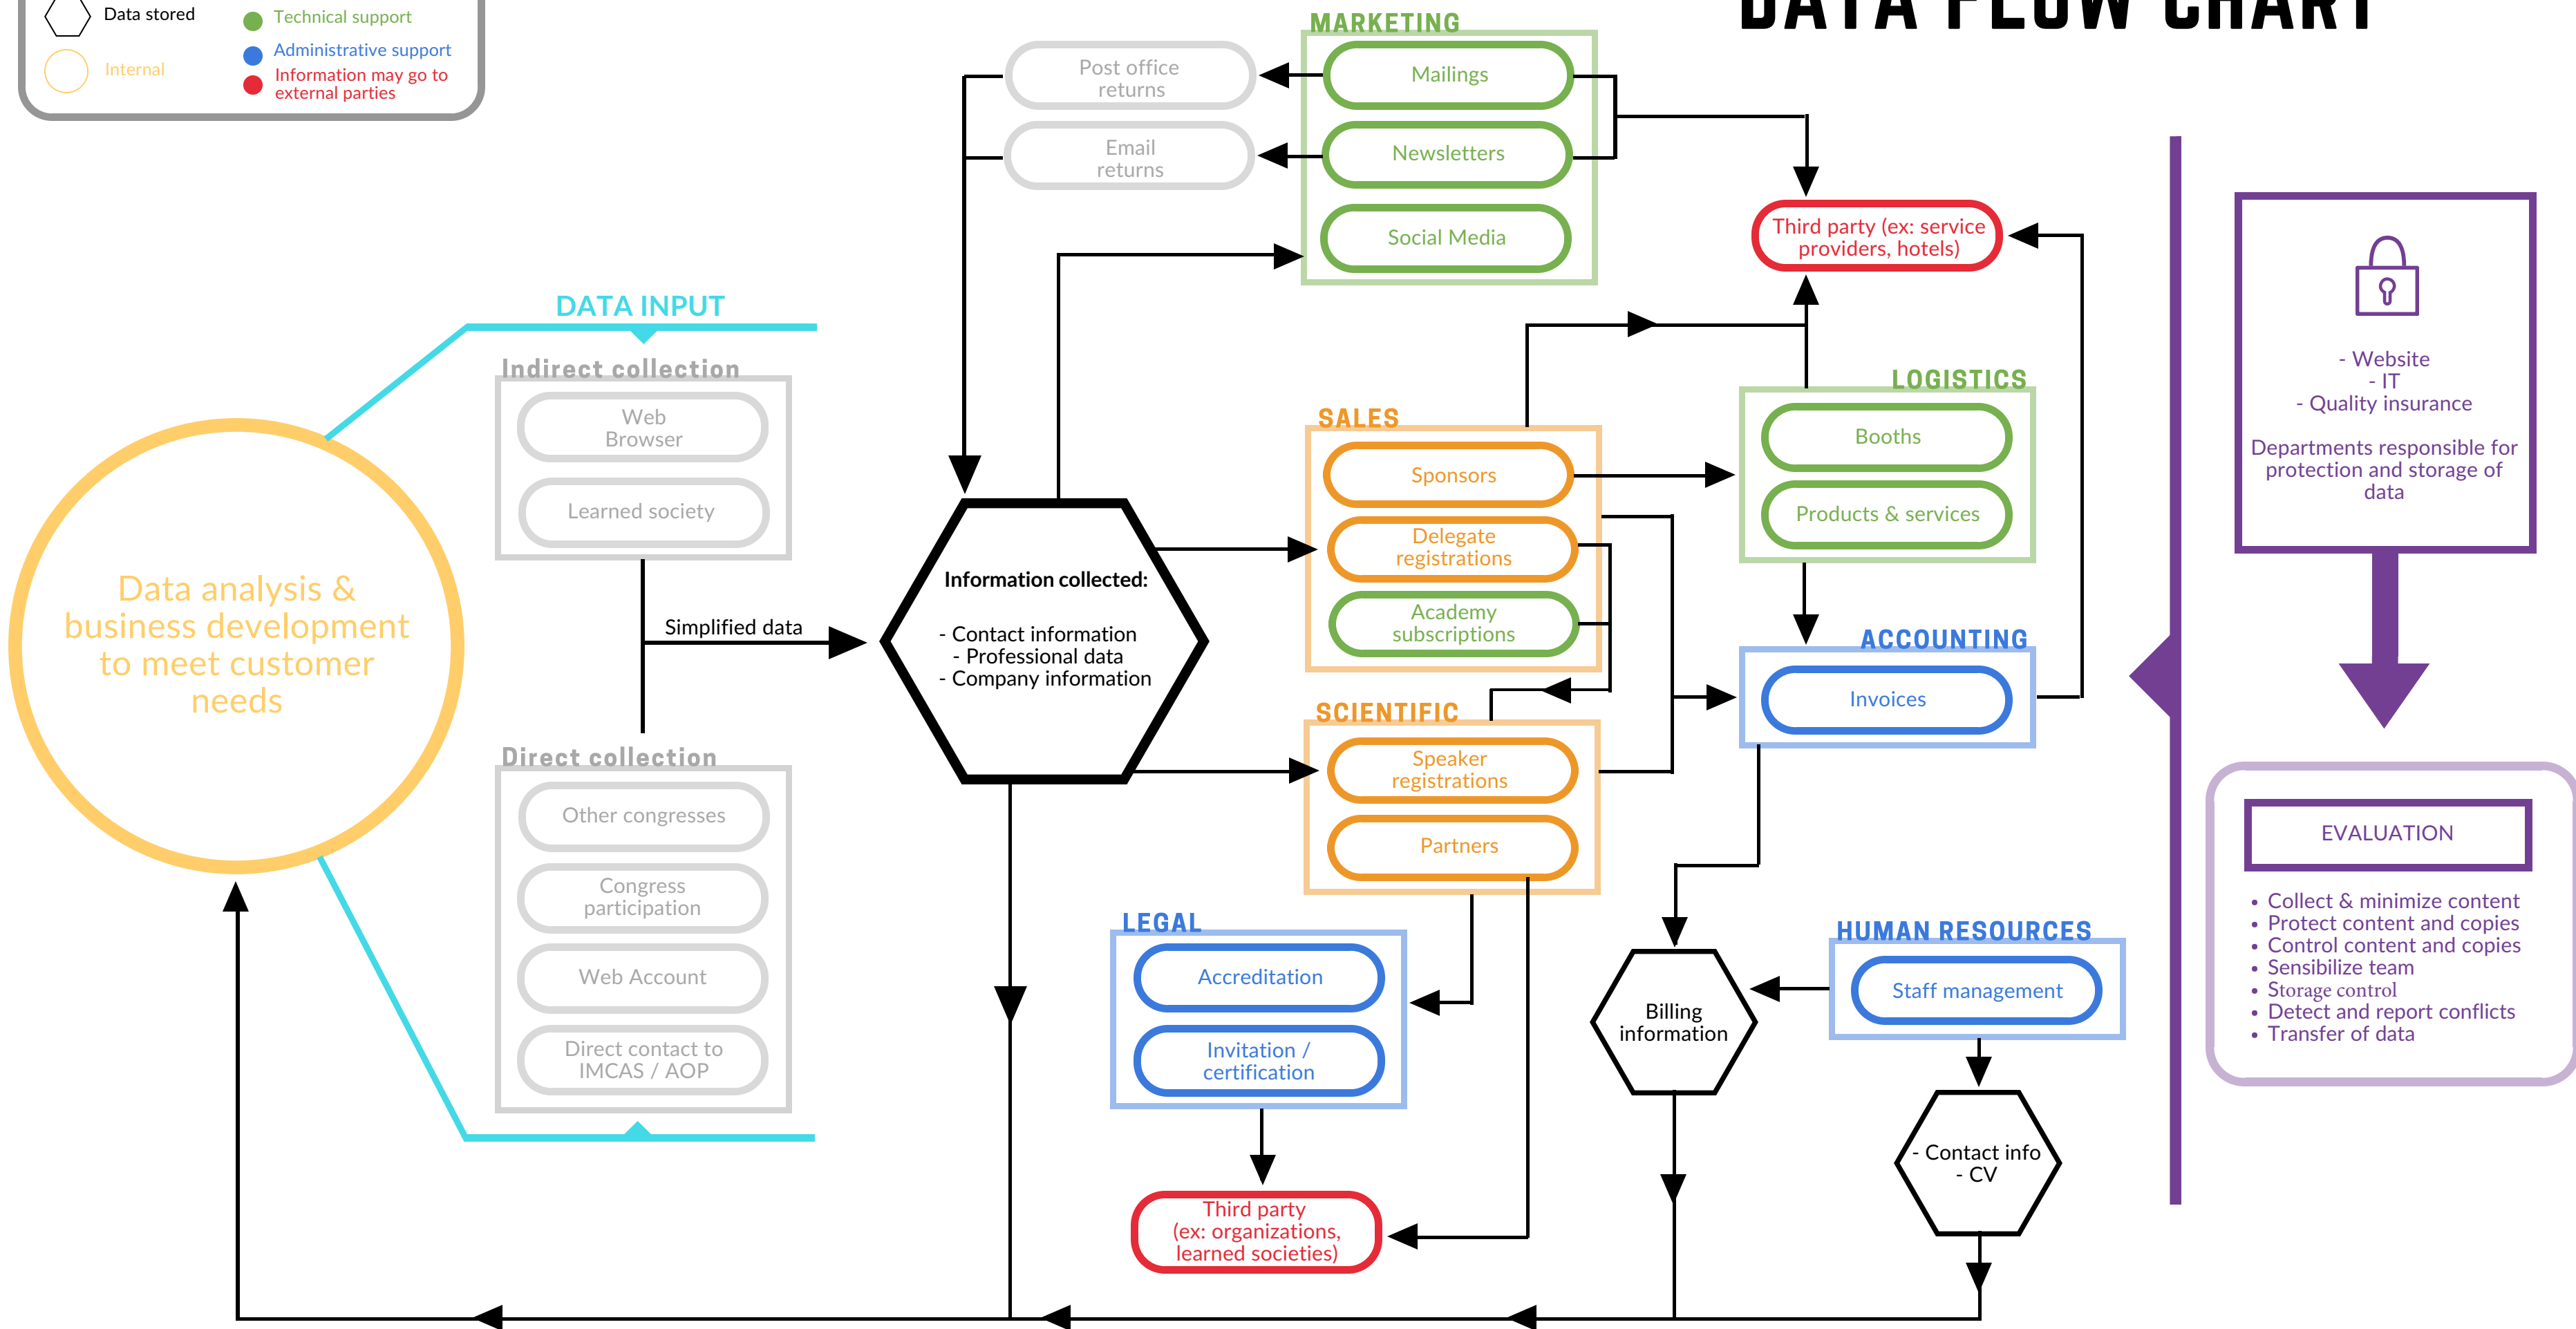 DATA FLOW CHART
Data stored
Internal
Technical support
Administrative support
Information may go to
external parties
MARKETING
Mailings
Newsletters
Social Media
Post office
returns
Email
returns
Third party (ex: service
providers, hotels)
DATA INPUT
Indirect collection
Web
Browser
Learned society
Simplified data
Direct collection
Other congresses
Congress
participation
Web Account
Direct contact to
IMCAS / AOP
Data analysis &
business development
to meet customer
needs
Information collected:
- Contact information
- Professional data
- Company information
SALES
Sponsors
Delegate
registrations
Academy
subscriptions
SCIENTIFIC
Speaker
registrations
Partners
LOGISTICS
Booths
Products & services
ACCOUNTING
Invoices
LEGAL
Accreditation
Invitation /
certification
Third party
(ex: organizations,
learned societies)
Billing
information
HUMAN RESOURCES
Staff management
- Contact info
- CV
- Website
- IT
- Quality insurance
Departments responsible for
protection and storage of
data
EVALUATION
• Collect & minimize content
• Protect content and copies
• Control content and copies
• Sensibilize team
• Storage control
• Detect and report conflicts
• Transfer of data